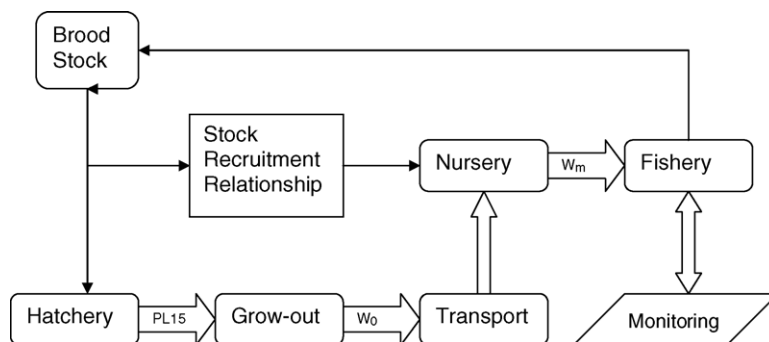 Brood
Stock
Stock
Recruitment
Relationship
Nursery
Wm
Fishery
Hatchery
PL15
Grow-out
W0
Transport
Monitoring